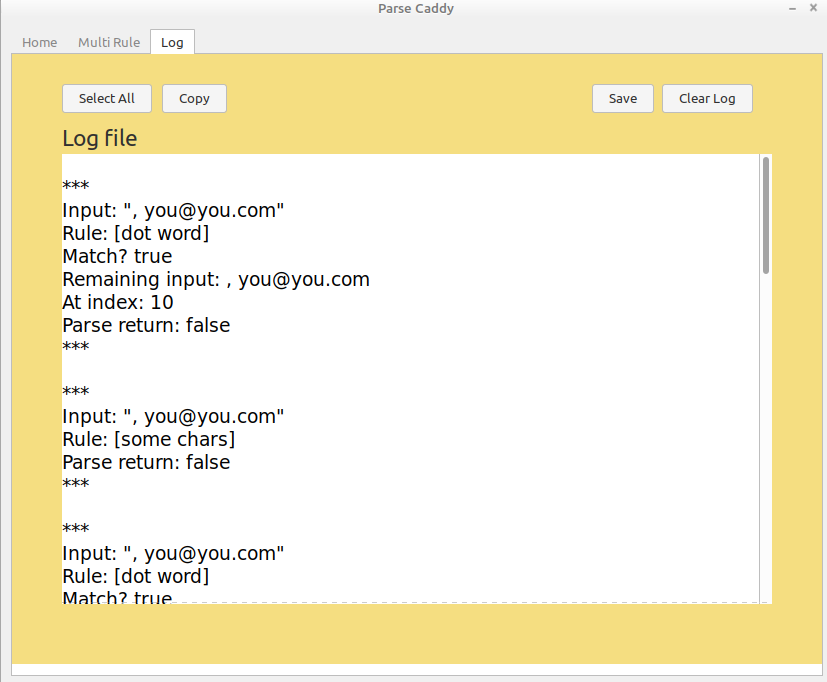 Parse Caddy
Home Multi Rule Log
Select All Copy Save Clear Log
Log file
***
Input: ", you@you.com"
Rule: [dot word]
Match? true
Remaining input: , you@you.com
At index: 10
Parse return: false
***
***
Input: ", you@you.com"
Rule: [some chars]
Parse return: false
***
***
Input: ", you@you.com"
Rule: [dot word]
Match? true